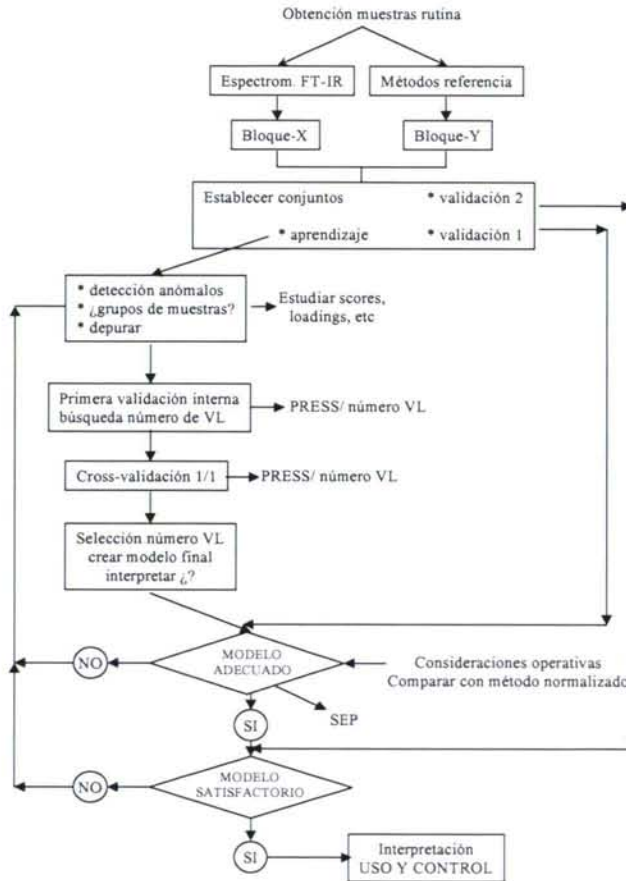 Obtención muestras rutina
Espectrom. FT-IR
Métodos referencia
Bloque-X
Bloque-Y
Establecer conjuntos
* validación 2
* aprendizaje
* validación 1
* detección anómalos
* ¿grupos de muestras?
* depurar
Estudiar scores,
loadings, etc
Primera validación interna
búsqueda número de VL
PRESS/ número VL
Cross-validación 1/1
PRESS/ número VL
Selección número VL
crear modelo final
interpretar ¿?
NO
MODELO
ADECUADO
Consideraciones operativas
Comparar con método normalizado
SEP
SI
NO
MODELO
SATISFACTORIO
SI
Interpretación
USO Y CONTROL